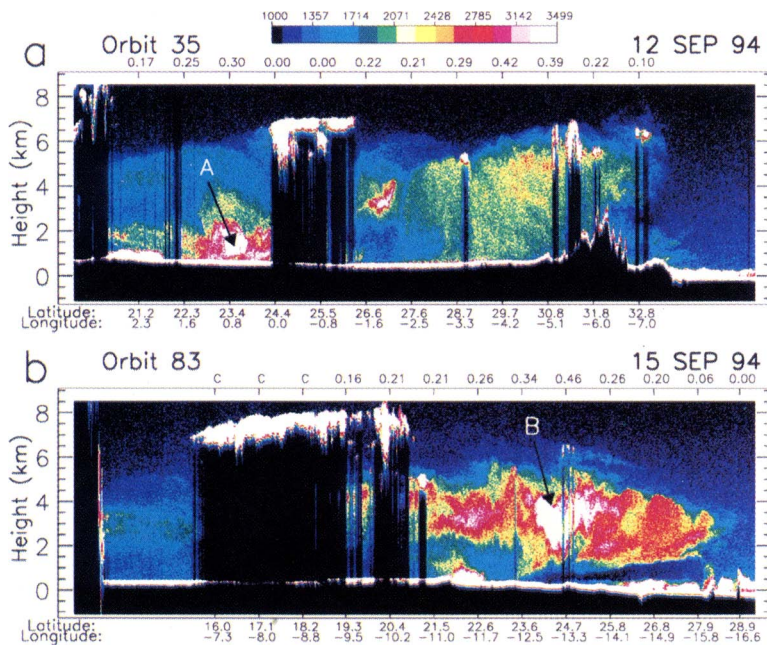 1000 1357 1714 2071 2428 2785 3142 3499
a Orbit 35 12 SEP 94
0.17 0.25 0.30 0.00 0.00 0.22 0.21 0.29 0.42 0.39 0.22 0.10
Height (km)
8
6
4
2
0
A
Latitude: 21.2 22.3 23.4 24.4 25.5 26.6 27.6 28.7 29.7 30.8 31.8 32.8
Longitude: 2.3 1.6 0.8 0.0 -0.8 -1.6 -2.5 -3.3 -4.2 -5.1 -6.0 -7.0
b Orbit 83 15 SEP 94
C C C 0.16 0.21 0.21 0.26 0.34 0.46 0.26 0.20 0.06 0.00
Height (km)
8
6
4
2
0
B
Latitude: 16.0 17.1 18.2 19.3 20.4 21.5 22.6 23.6 24.7 25.8 26.8 27.9 28.9
Longitude: -7.3 -8.0 -8.8 -9.5 -10.2 -11.0 -11.7 -12.5 -13.3 -14.1 -14.9 -15.8 -16.6